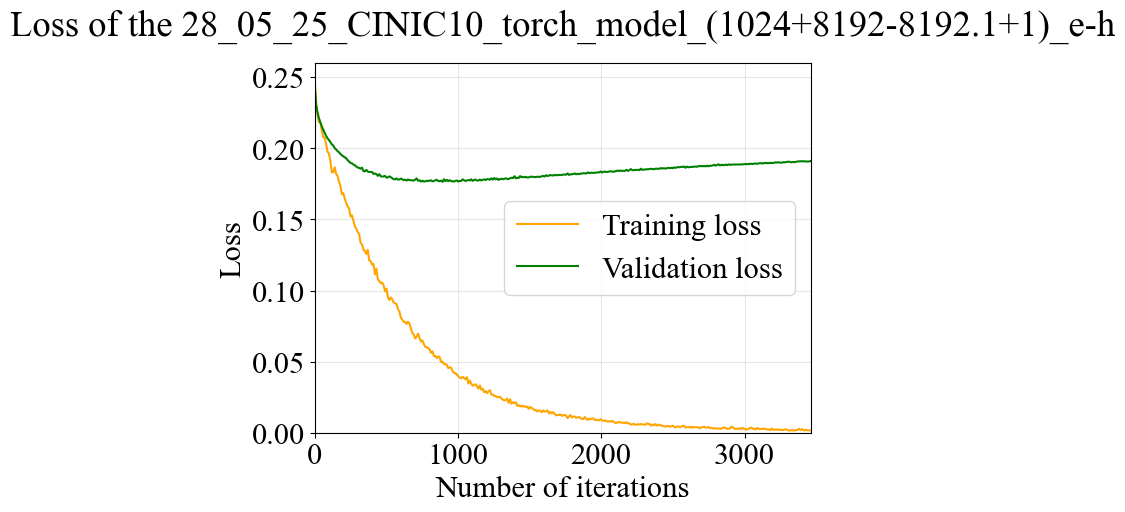 Loss of the 28_05_25_CINIC10_torch_model_(1024+8192-8192.1+1)_e-h
0.25
0.20
0.15
0.10
0.05
0.00
Loss
Training loss
Validation loss
0 1000 2000 3000
Number of iterations